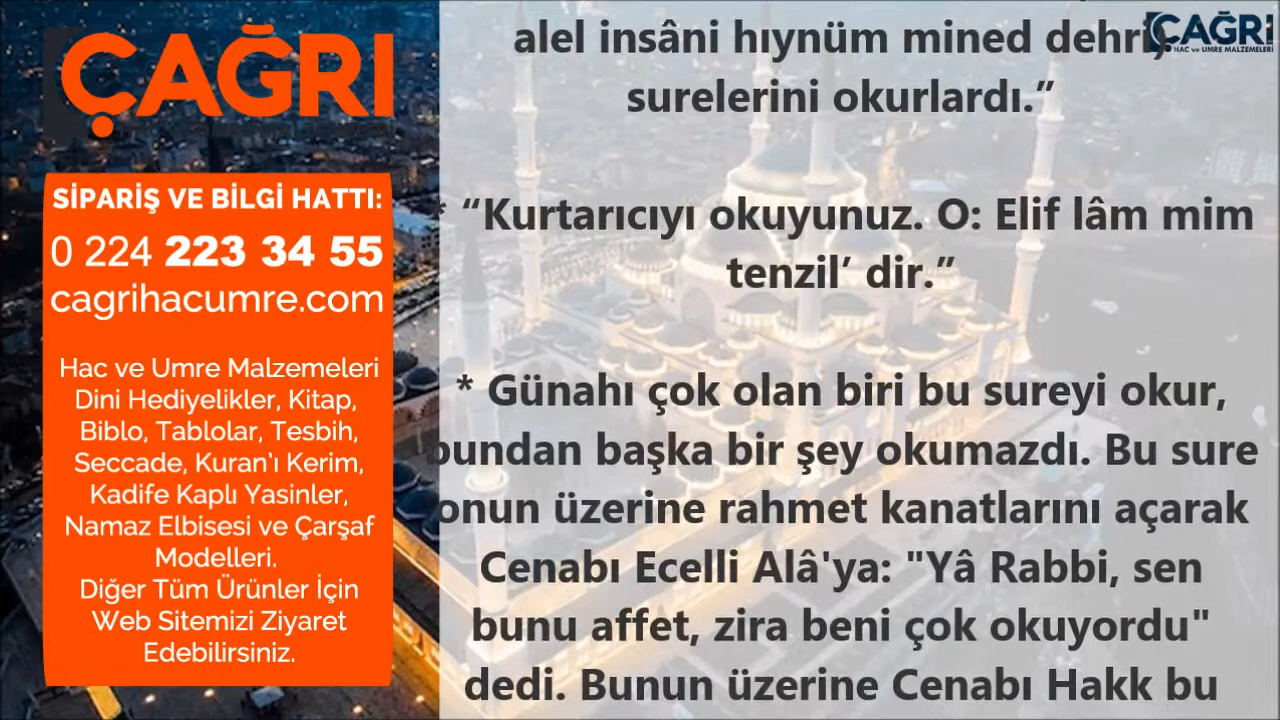 ÇAĞRI
SİPARİŞ VE BİLGİ HATTI:
0 224 223 34 55
cagrihacumre.com
Hac ve Umre Malzemeleri
Dini Hediyelikler, Kitap,
Biblo, Tablolar, Tesbih,
Seccade, Kuran'ı Kerim,
Kadife Kaplı Yasinler,
Namaz Elbisesi ve Çarşaf
Modelleri.
Diğer Tüm Ürünler İçin
Web Sitemizi Ziyaret
Edebilirsiniz.
ÇAĞRI
HAC ve UMRE MALZEMELERİ
alel insâni hıynüm mined dehri,
surelerini okurlardı.”
* “Kurtarıcıyı okuyunuz. O: Elif lâm mim
tenzil’ dir.”
* Günahı çok olan biri bu sureyi okur,
bundan başka bir şey okumazdı. Bu sure
onun üzerine rahmet kanatlarını açarak
Cenabı Ecelli Alâ'ya: "Yâ Rabbi, sen
bunu affet, zira beni çok okuyordu"
dedi. Bunun üzerine Cenabı Hakk bu